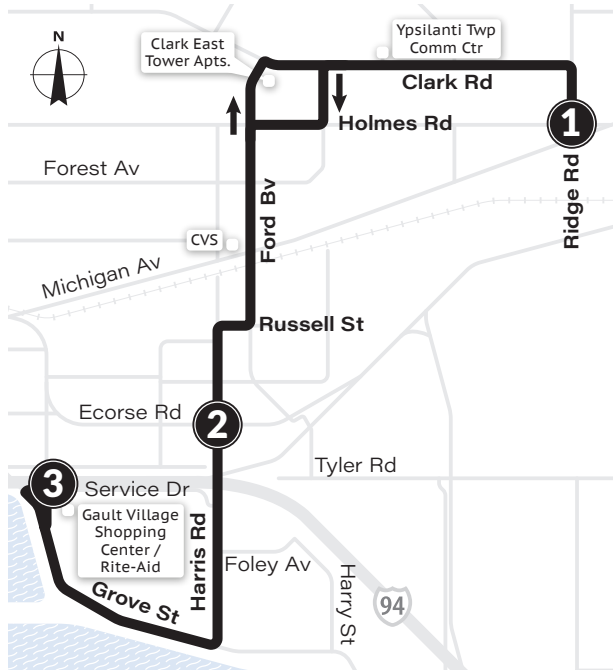 N
Clark East
Tower Apts.
Ypsilanti Twp
Comm Ctr
Clark Rd
Holmes Rd
1
Ridge Rd
Forest Av
Ford Bv
CVS
Michigan Av
Russell St
Ecorse Rd
2
Tyler Rd
3
Service Dr
Gault Village
Shopping
Center /
Rite-Aid
Harris Rd
Foley Av
Grove St
Harry St
94